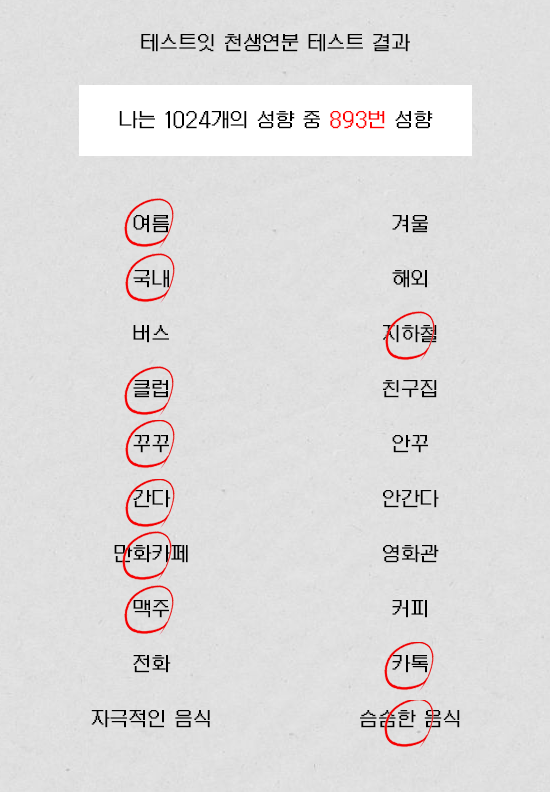 테스트잇 천생연분 테스트 결과
나는 1024개의 성향 중 893번 성향
여름 겨울
국내 해외
버스 지하철
클럽 친구집
꾸꾸 안꾸
간다 안간다
만화카페 영화관
맥주 커피
전화 카톡
자극적인 음식 슴슴한 음식